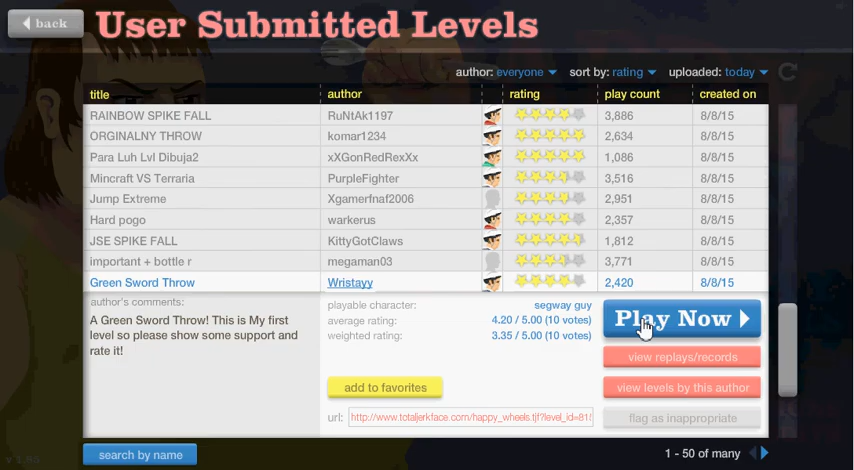 back
User Submitted Levels
author: everyone sort by: rating uploaded: today
title author rating play count created on
RAINBOW SPIKE FALL RuNtAk1197 3,886 8/8/15
ORGINALNY THROW komar1234 2,634 8/8/15
Para Luh Lvl Dibuja2 xXGonRedRexXx 1,086 8/8/15
Mincraft VS Terraria PurpleFighter 3,516 8/8/15
Jump Extreme Xgamerfnaf2006 2,951 8/8/15
Hard pogo warkerus 2,357 8/8/15
JSE SPIKE FALL KittyGotClaws 1,812 8/8/15
important + bottle r megaman03 3,771 8/8/15
Green Sword Throw Wristayy 2,420 8/8/15
author's comments:
A Green Sword Throw! This is My first
level so please show some support and
rate it!
playable character: segway guy
average rating: 4.20 / 5.00 (10 votes)
weighted rating: 3.35 / 5.00 (10 votes)
add to favorites
url: http://www.totaljerkface.com/happy_wheels.tjf?level_id=81
Play Now
view replays/records
view levels by this author
flag as inappropriate
search by name
1 - 50 of many